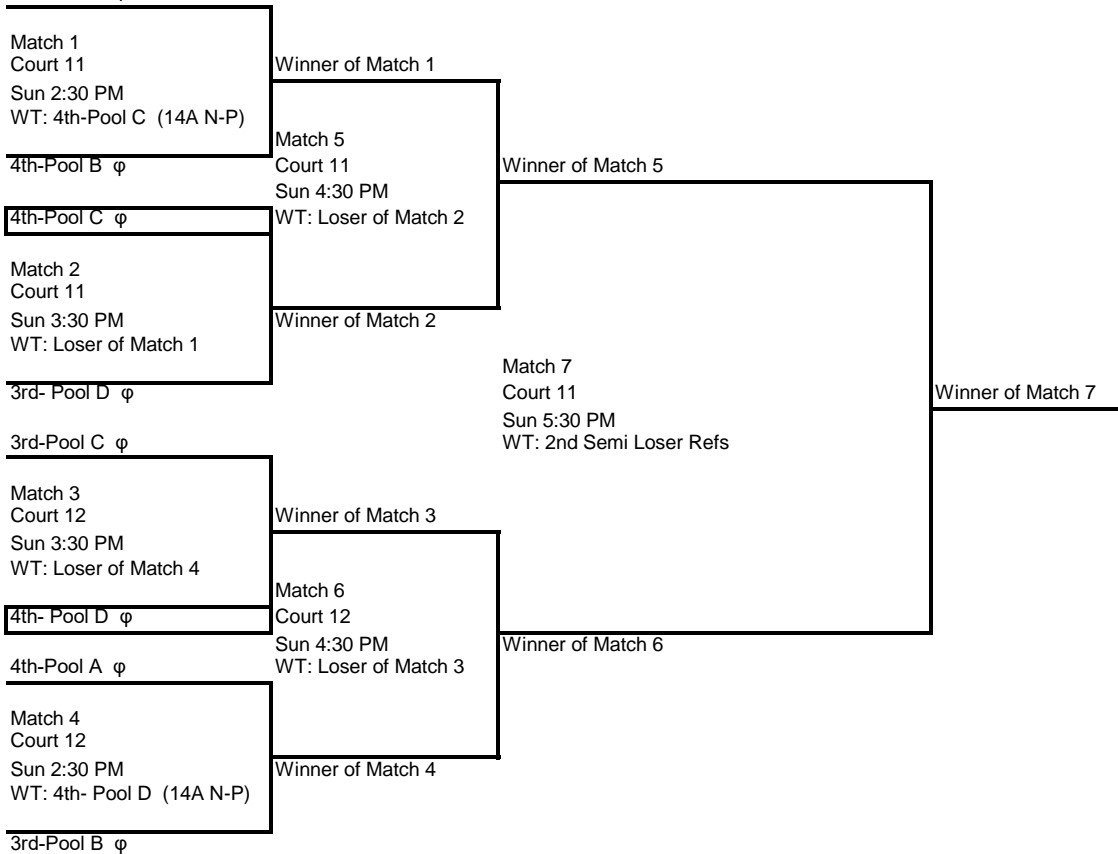 Match 1
Court 11
Sun 2:30 PM
WT: 4th-Pool C (14A N-P)
4th-Pool B φ
4th-Pool C φ
Match 2
Court 11
Sun 3:30 PM
WT: Loser of Match 1
3rd- Pool D φ
3rd-Pool C φ
Match 3
Court 12
Sun 3:30 PM
WT: Loser of Match 4
4th- Pool D φ
4th-Pool A φ
Match 4
Court 12
Sun 2:30 PM
WT: 4th- Pool D (14A N-P)
3rd-Pool B φ
Winner of Match 1
Match 5
Court 11
Sun 4:30 PM
WT: Loser of Match 2
Winner of Match 2
Winner of Match 3
Match 6
Court 12
Sun 4:30 PM
WT: Loser of Match 3
Winner of Match 4
Winner of Match 5
Match 7
Court 11
Sun 5:30 PM
WT: 2nd Semi Loser Refs
Winner of Match 6
Winner of Match 7